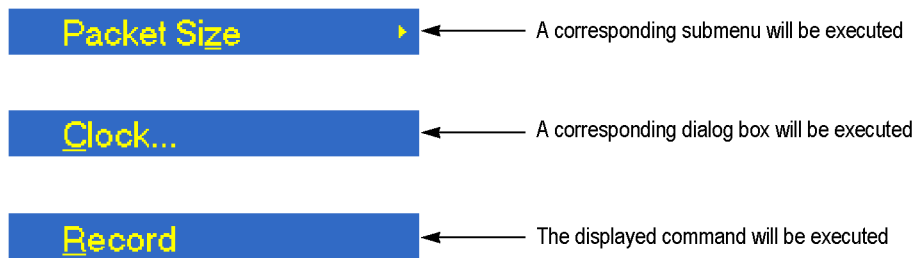 Packet Size A corresponding submenu will be executed
Clock... A corresponding dialog box will be executed
Record The displayed command will be executed